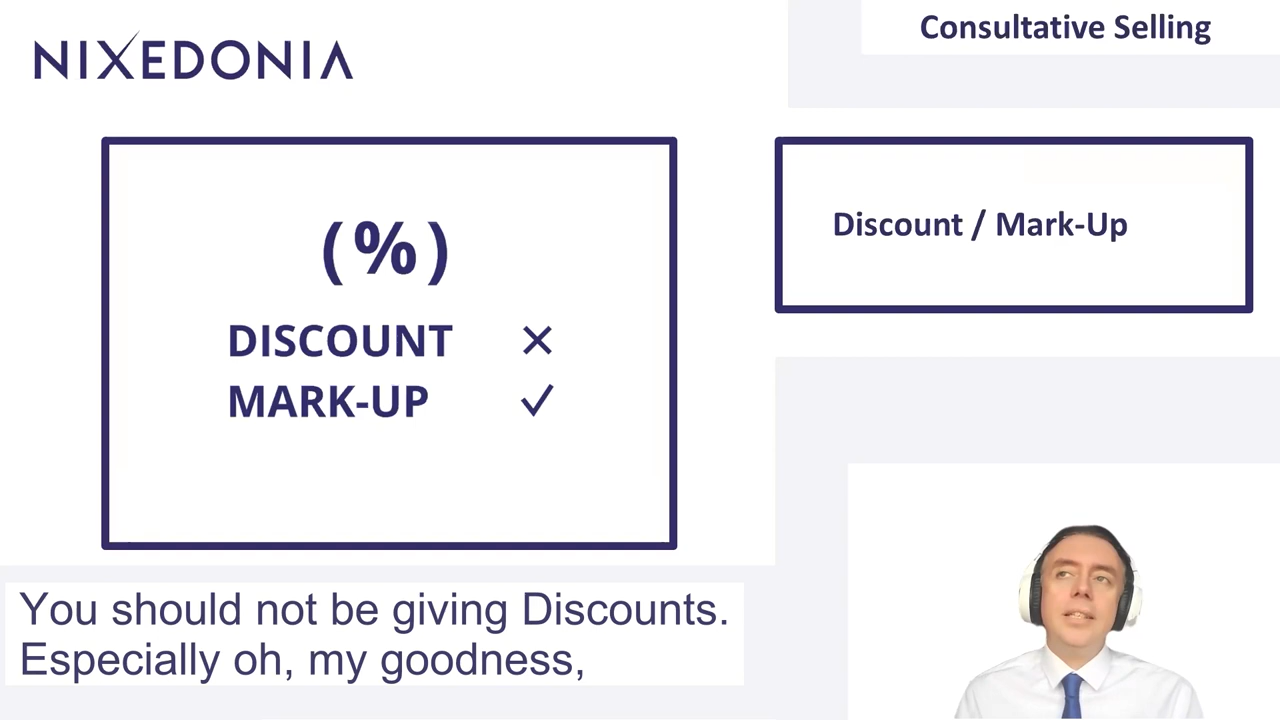 NIXEDONIA
Consultative Selling
(%)
DISCOUNT ✕
MARK-UP ✓
Discount / Mark-Up
You should not be giving Discounts.
Especially oh, my goodness,